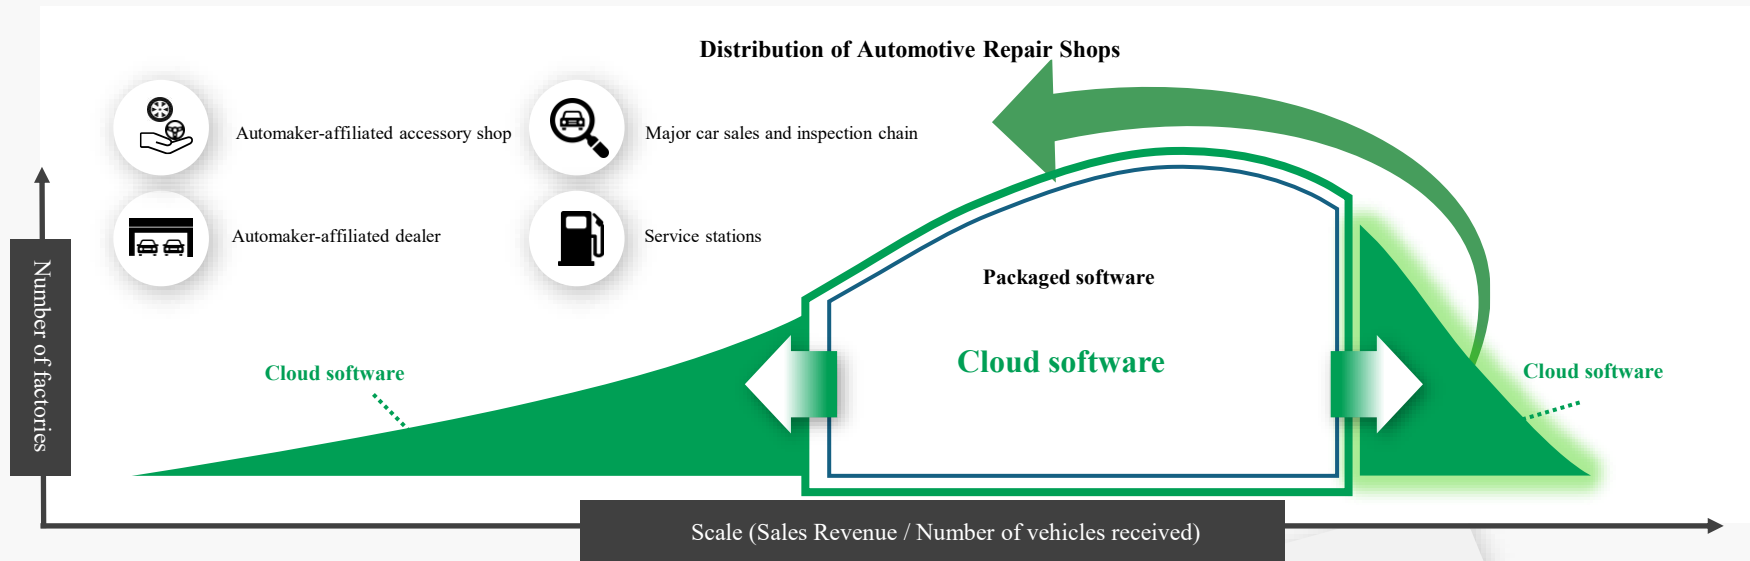 Distribution of Automotive Repair Shops
Automaker-affiliated accessory shop
Major car sales and inspection chain
Automaker-affiliated dealer
Service stations
Number of factories
Packaged software
Cloud software
Cloud software
Cloud software
Scale (Sales Revenue / Number of vehicles received)